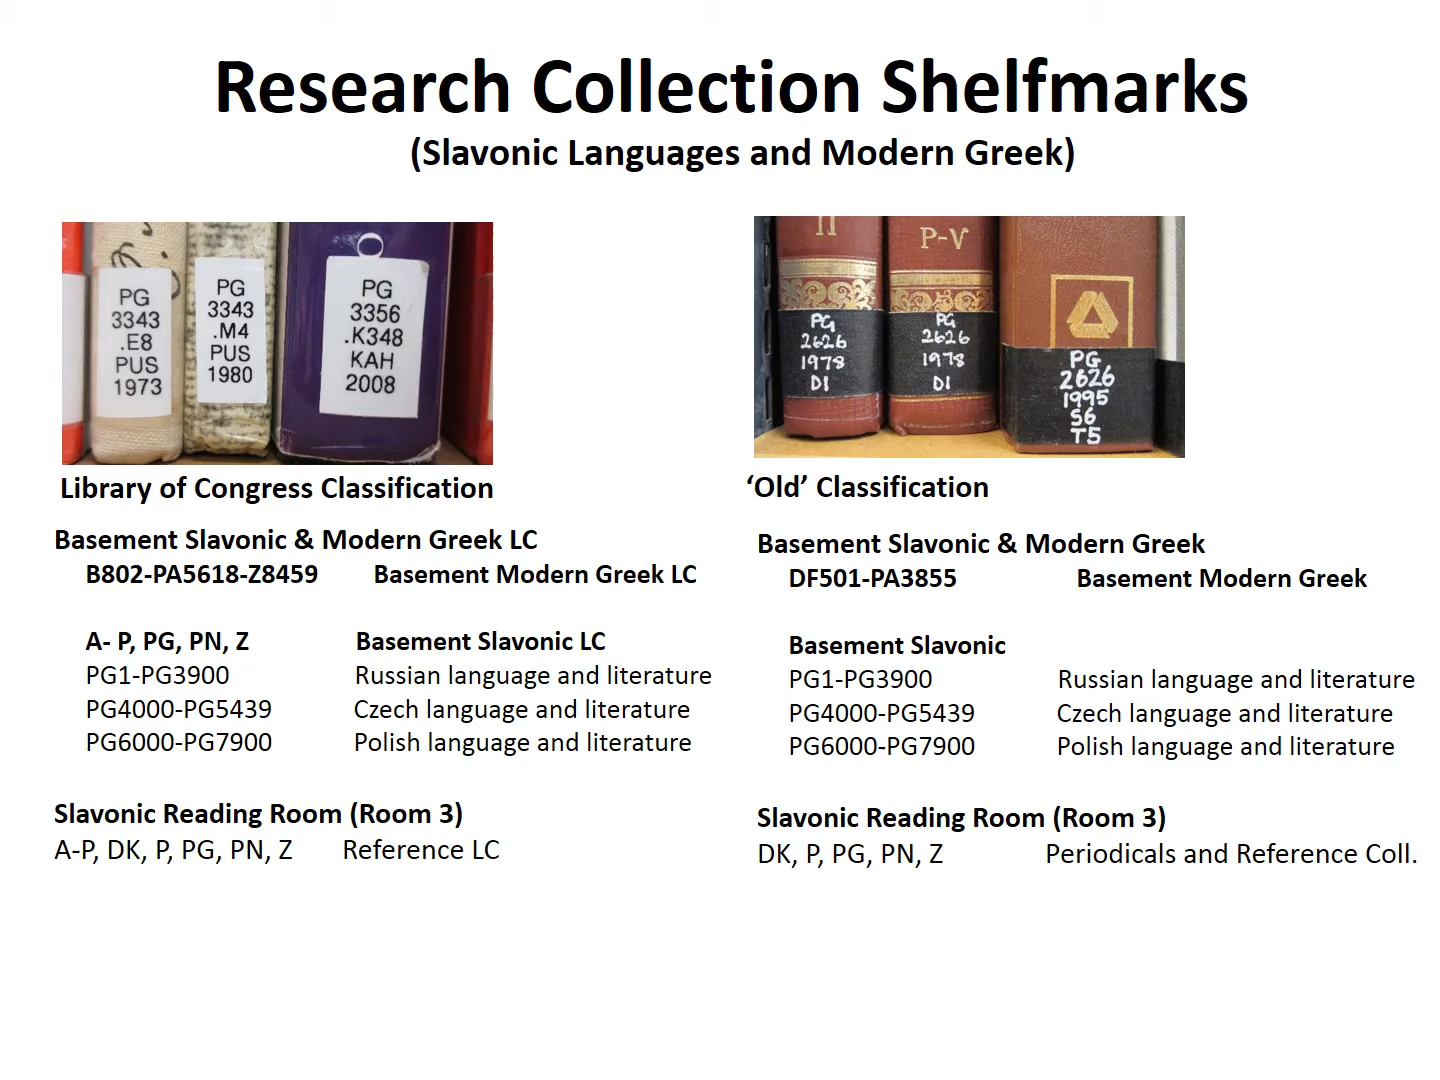 Research Collection Shelfmarks
(Slavonic Languages and Modern Greek)
PG
3343
.E8
PUS
1973
PG
3343
.M4
PUS
1980
PG
3356
.K348
KAH
2008
Library of Congress Classification
Basement Slavonic & Modern Greek LC
B802-PA5618-Z8459 Basement Modern Greek LC
A- P, PG, PN, Z Basement Slavonic LC
PG1-PG3900 Russian language and literature
PG4000-PG5439 Czech language and literature
PG6000-PG7900 Polish language and literature
Slavonic Reading Room (Room 3)
A-P, DK, P, PG, PN, Z Reference LC
P-V
PG
2626
1978
D1
PG
2626
1978
D1
PG
2626
1995
S6
T5
‘Old’ Classification
Basement Slavonic & Modern Greek
DF501-PA3855 Basement Modern Greek
Basement Slavonic
PG1-PG3900 Russian language and literature
PG4000-PG5439 Czech language and literature
PG6000-PG7900 Polish language and literature
Slavonic Reading Room (Room 3)
DK, P, PG, PN, Z Periodicals and Reference Coll.